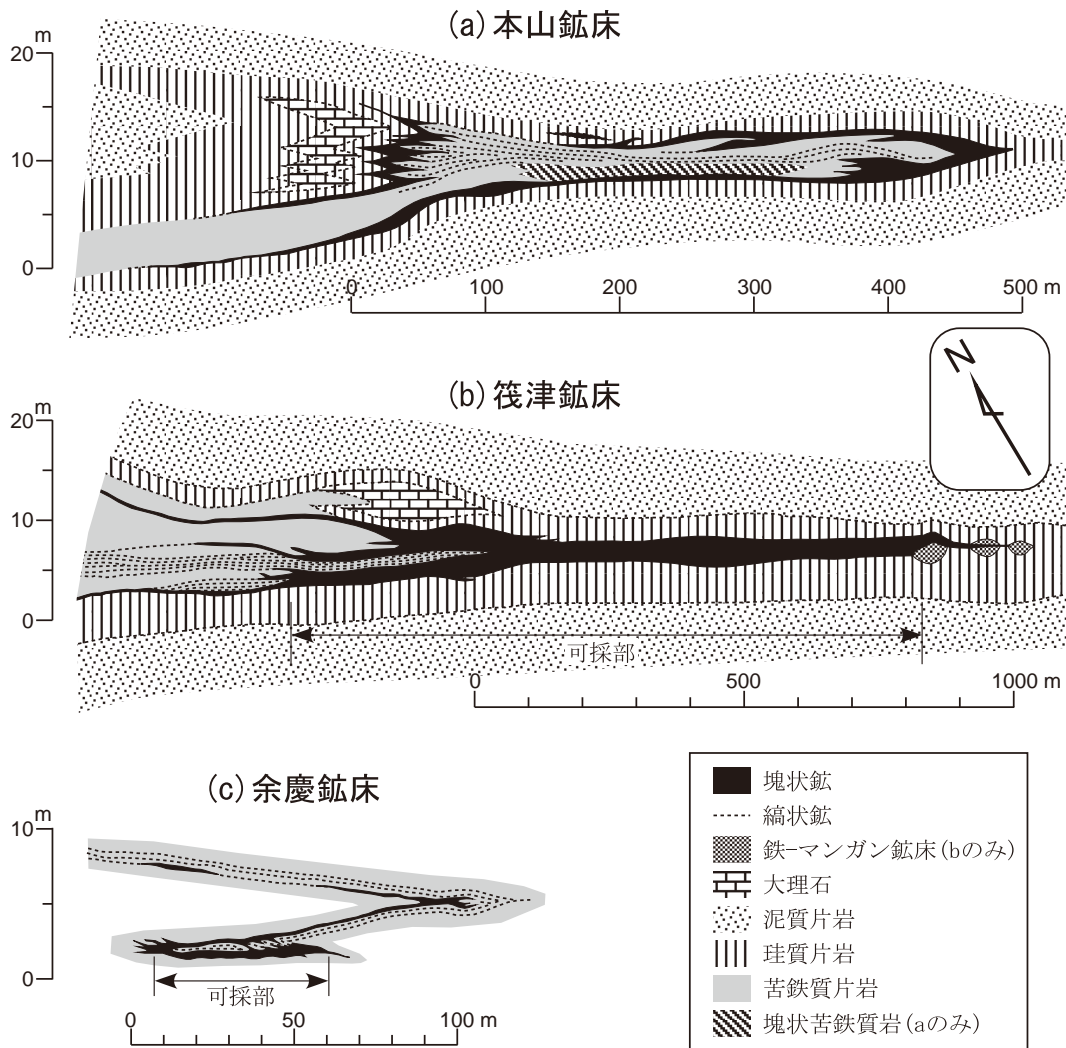 (a)本山鉱床
m
20
10
0
0 100 200 300 400 500 m
N
(b)筏津鉱床
m
20
10
0
可採部
0 500 1000 m
(c)余慶鉱床
m
10
0
可採部
0 50 100 m
塊状鉱
縞状鉱
鉄−マンガン鉱床(bのみ)
大理石
泥質片岩
珪質片岩
苦鉄質片岩
塊状苦鉄質岩(aのみ)